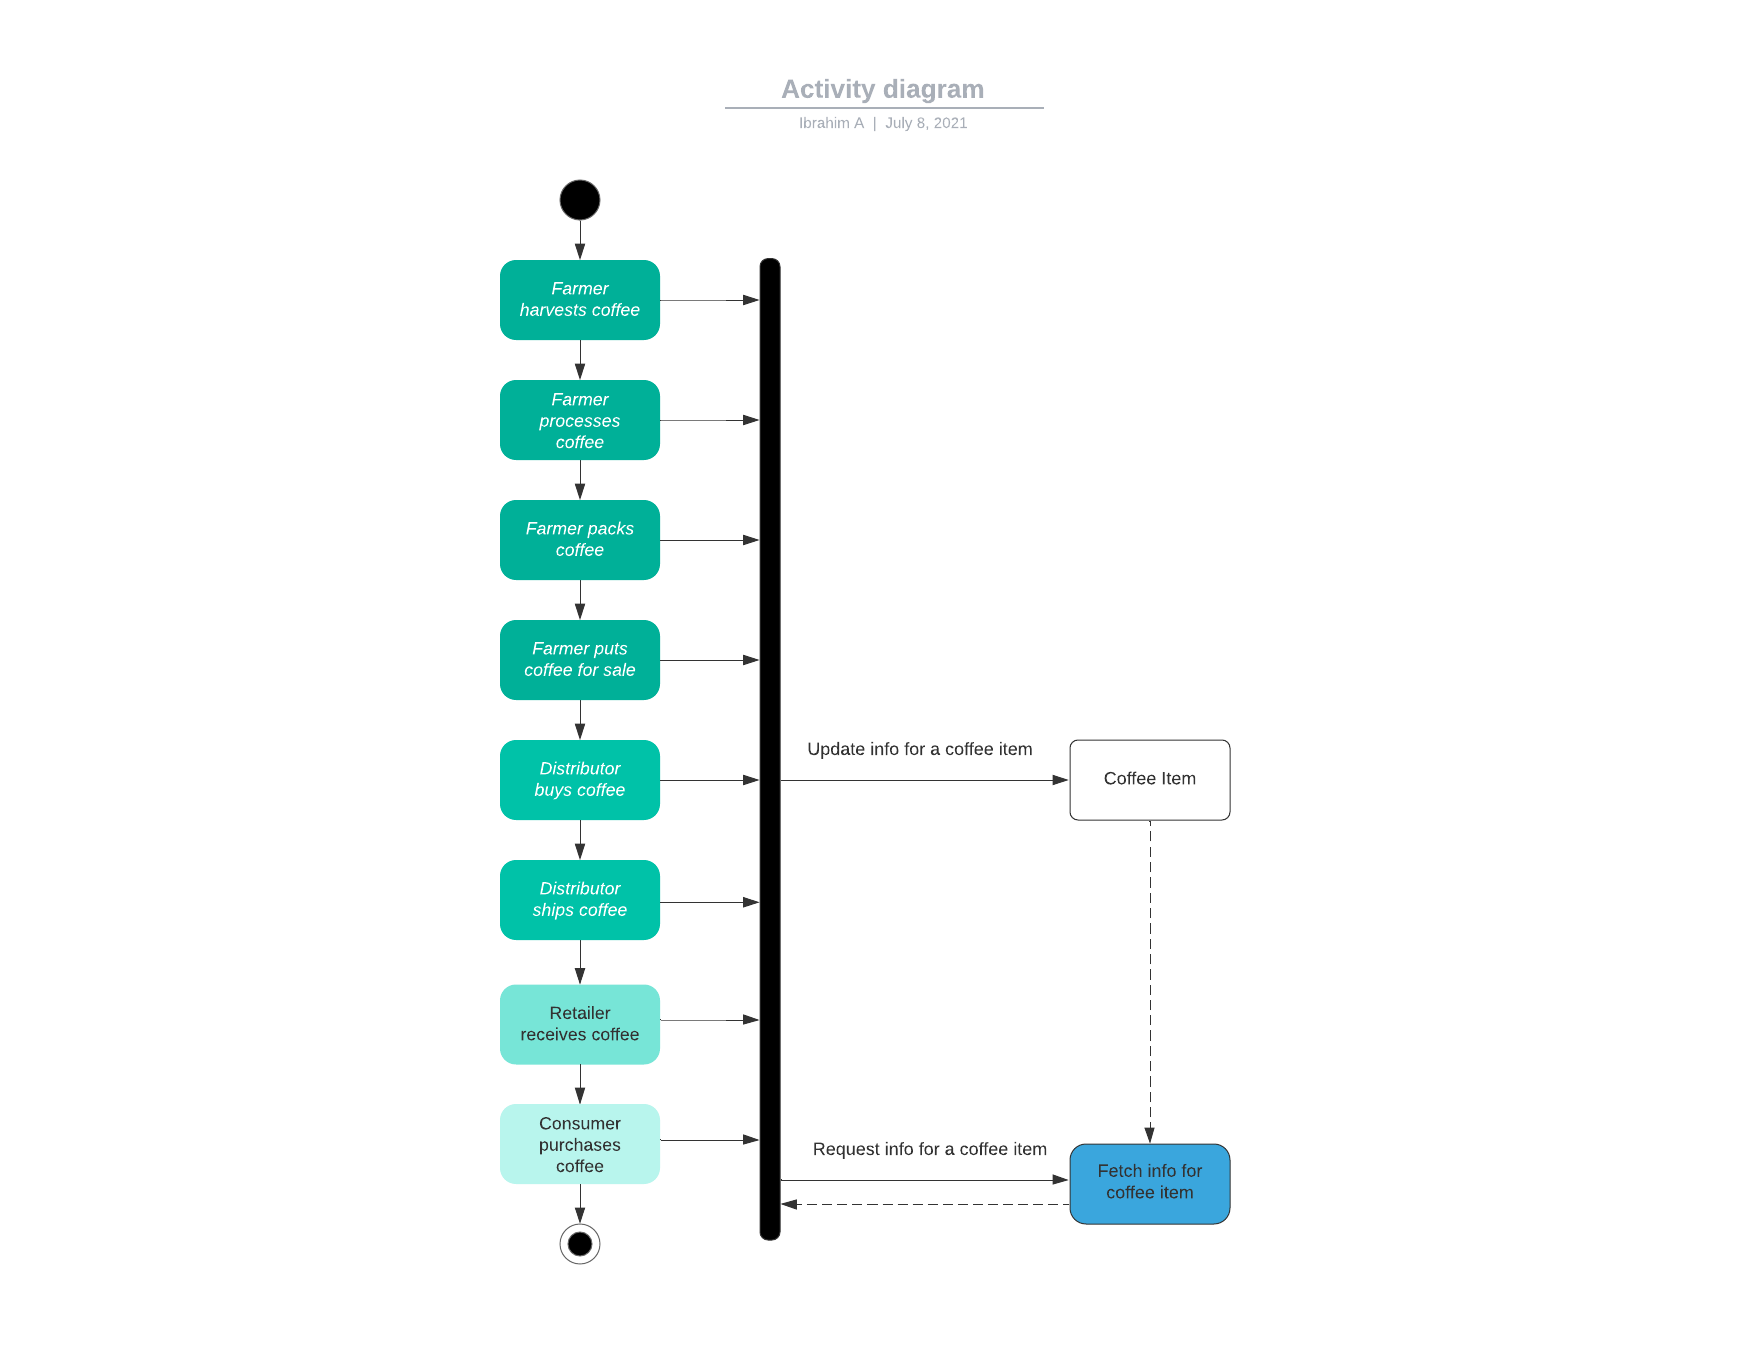 Activity diagram
Ibrahim A | July 8, 2021
Farmer
harvests coffee
Farmer
processes
coffee
Farmer packs
coffee
Farmer puts
coffee for sale
Distributor
buys coffee
Update info for a coffee item
Coffee Item
Distributor
ships coffee
Retailer
receives coffee
Consumer
purchases
coffee
Request info for a coffee item
Fetch info for
coffee item